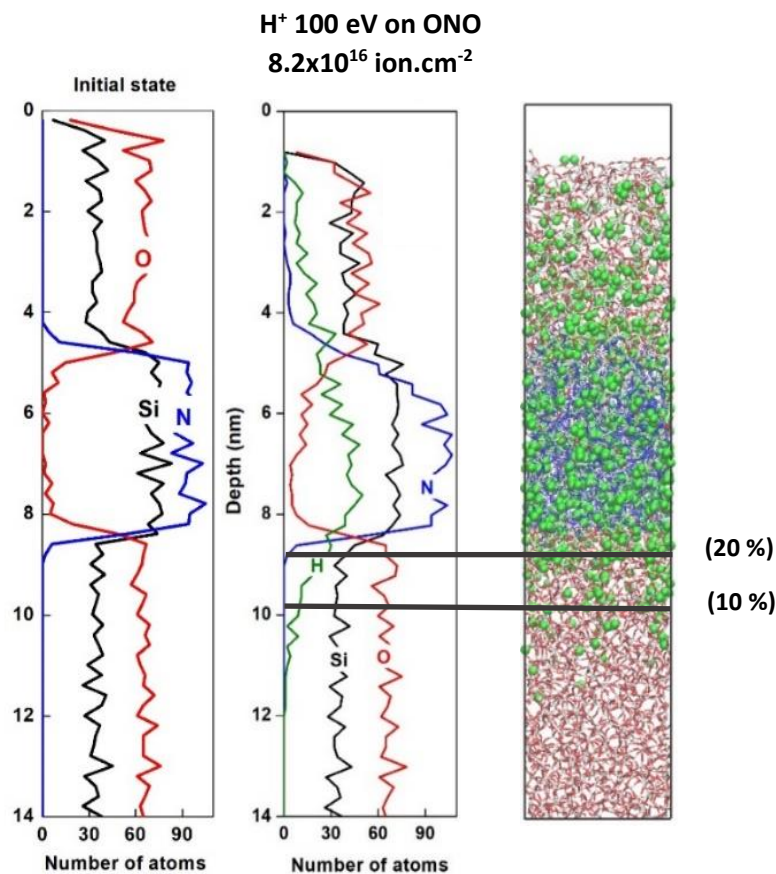 H⁺ 100 eV on ONO
8.2x10¹⁶ ion.cm⁻²
Initial state
0
2
4
6
8
10
12
14
0 30 60 90
Number of atoms
O
Si
N
Depth (nm)
0
2
4
6
8
10
12
14
0 30 60 90
Number of atoms
N
H
Si
O
(20 %)
(10 %)